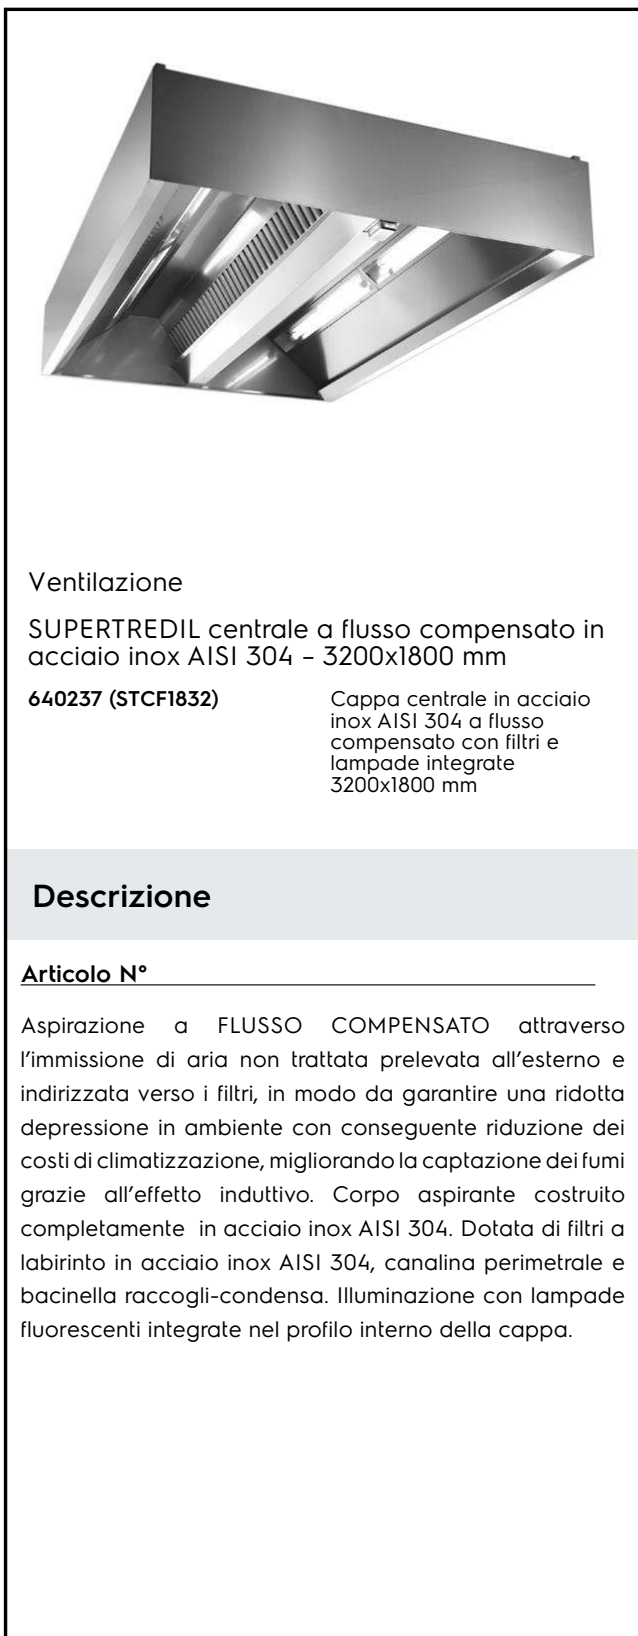 Ventilazione
SUPERTREDIL centrale a flusso compensato in
acciaio inox AISI 304 – 3200x1800 mm
640237 (STCF1832)
Cappa centrale in acciaio
inox AISI 304 a flusso
compensato con filtri e
lampade integrate
3200x1800 mm
Descrizione
Articolo N°
Aspirazione a FLUSSO COMPENSATO attraverso
l'immissione di aria non trattata prelevata all'esterno e
indirizzata verso i filtri, in modo da garantire una ridotta
depressione in ambiente con conseguente riduzione dei
costi di climatizzazione, migliorando la captazione dei fumi
grazie all'effetto induttivo. Corpo aspirante costruito
completamente in acciaio inox AISI 304. Dotata di filtri a
labirinto in acciaio inox AISI 304, canalina perimetrale e
bacinella raccogli-condensa. Illuminazione con lampade
fluorescenti integrate nel profilo interno della cappa.